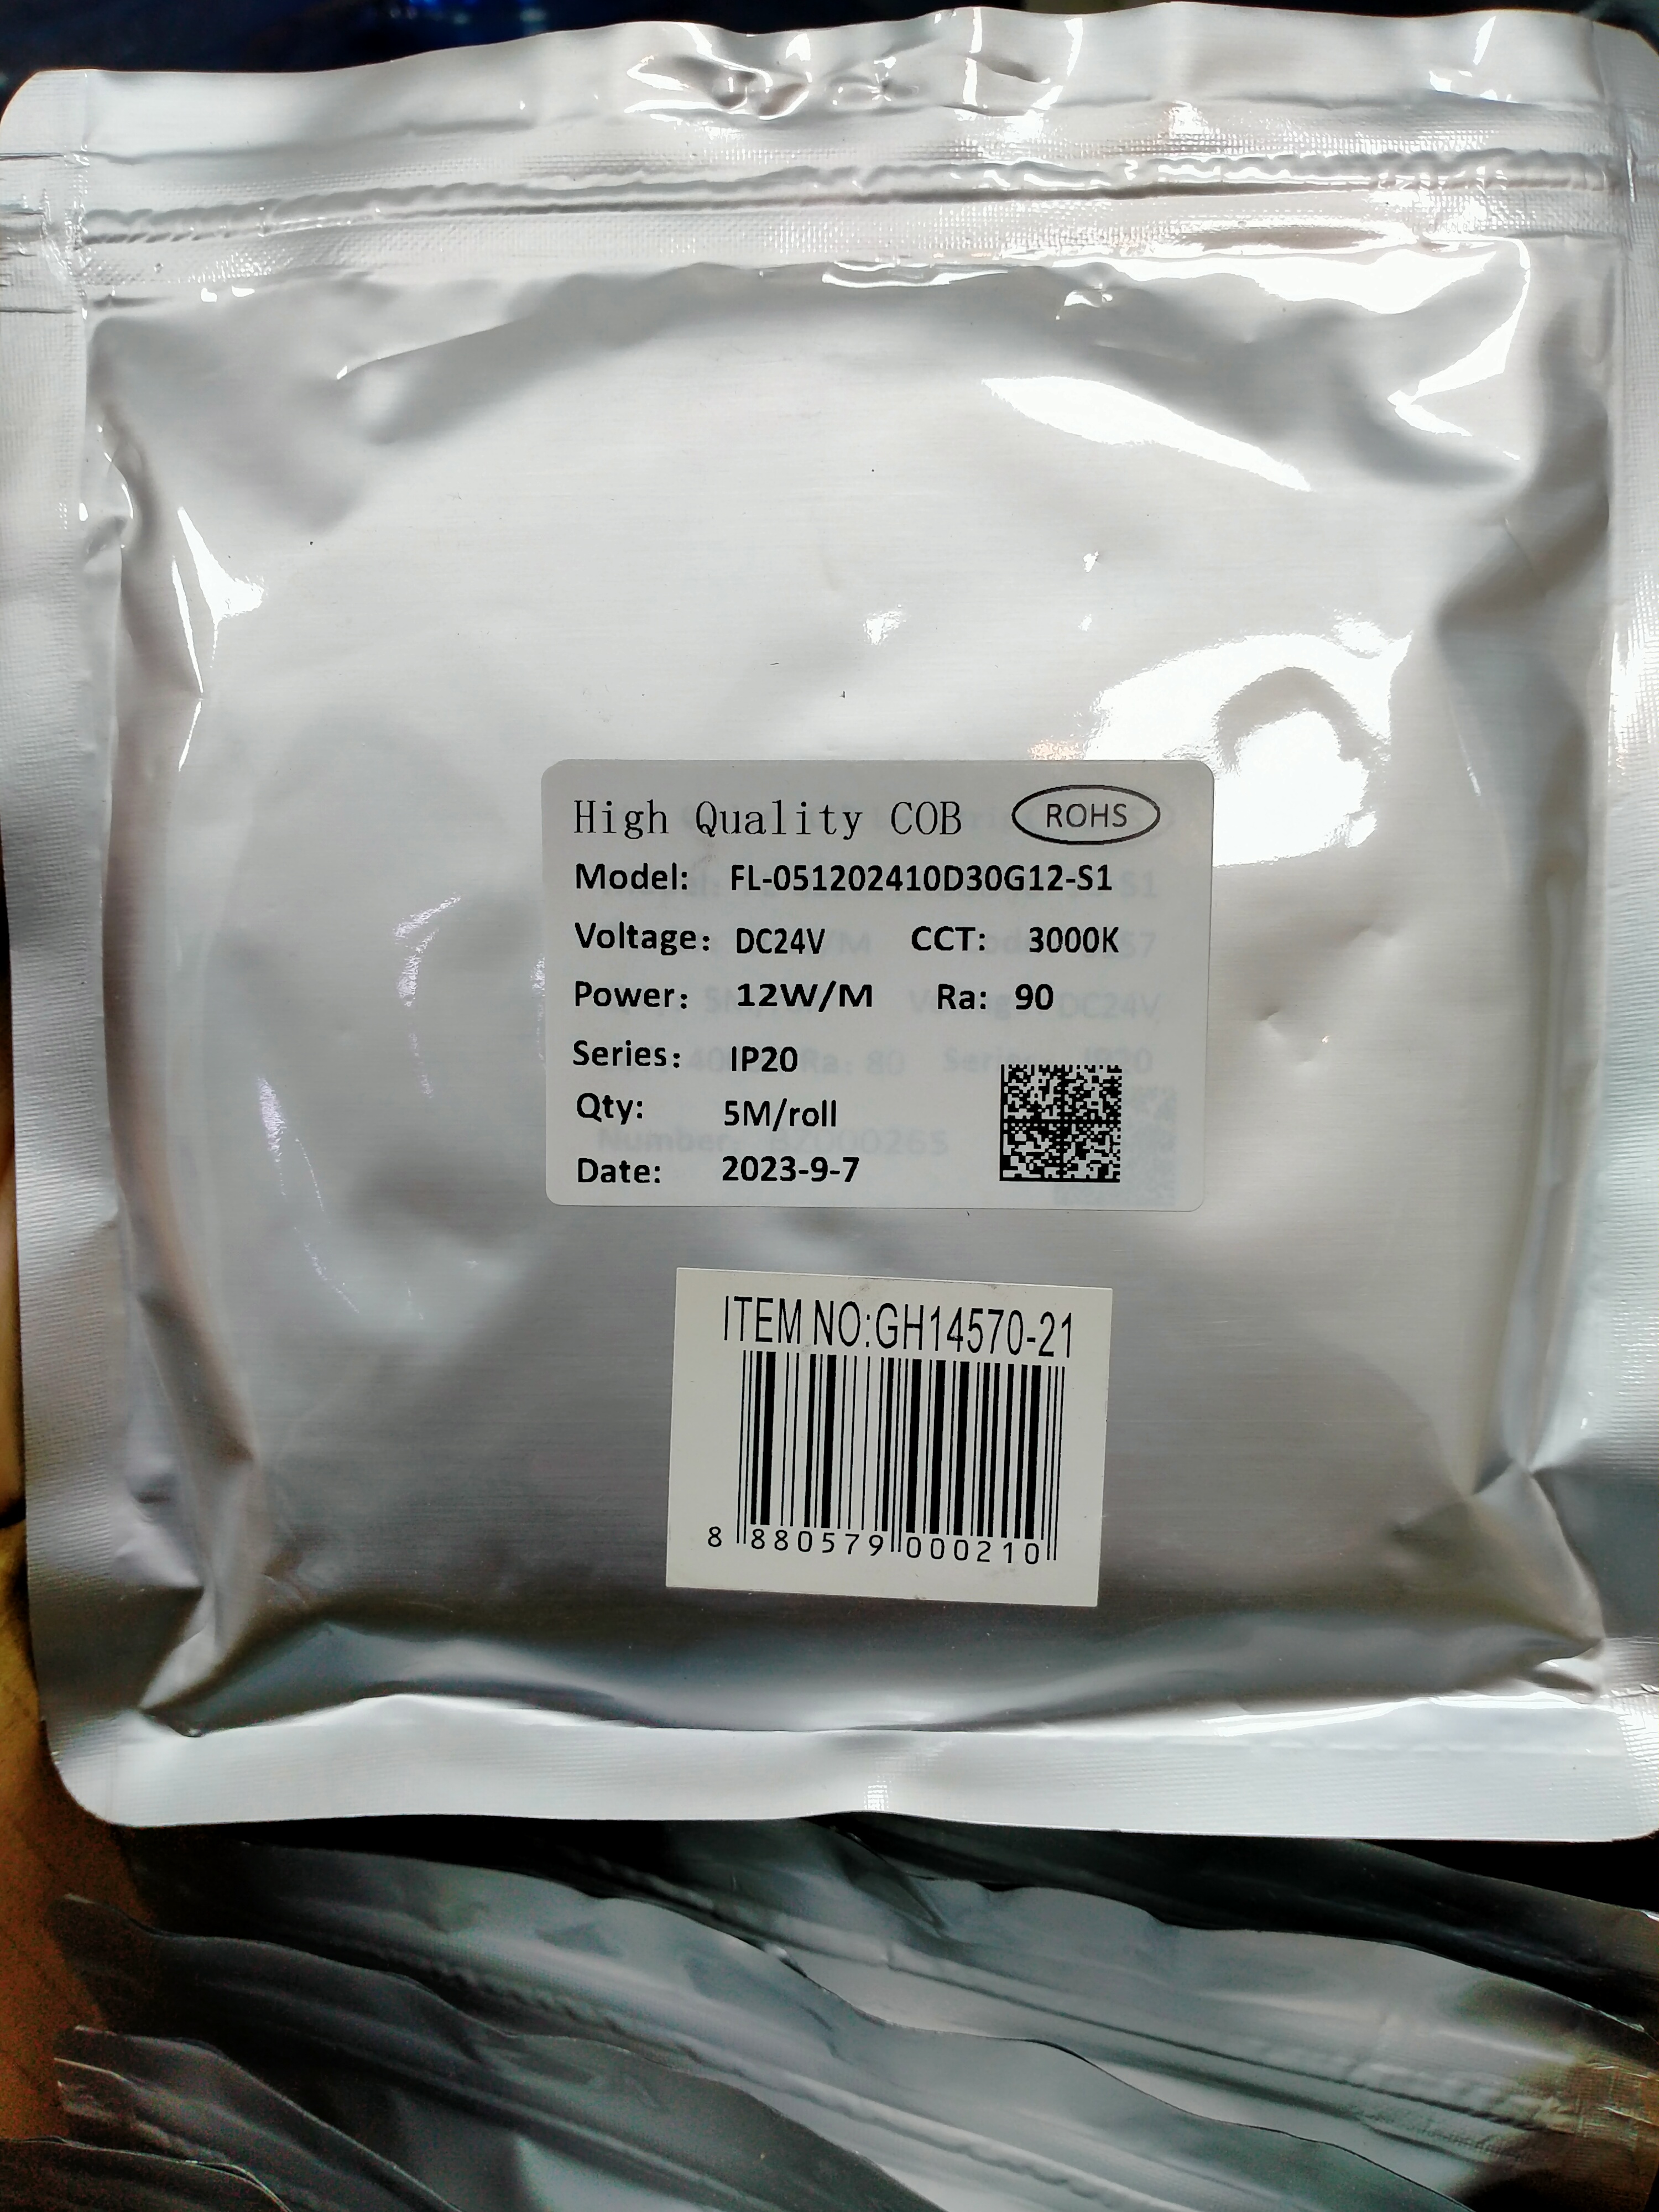 High Quality COB ROHS
Model: FL-051202410D30G12-S1
Voltage: DC24V CCT: 3000K
Power: 12W/M Ra: 90
Series: IP20
Qty: 5M/roll
Date: 2023-9-7
ITEM NO:GH14570-21
8 880579 000210